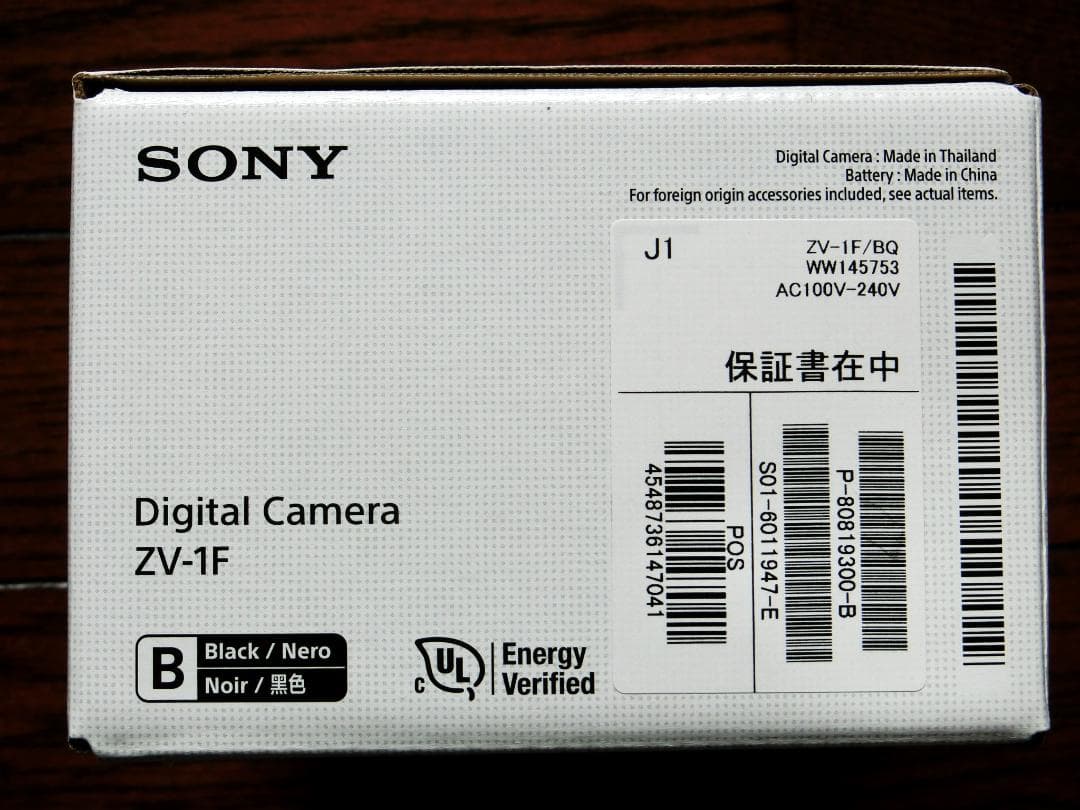 SONY
Digital Camera : Made in Thailand
Battery : Made in China
For foreign origin accessories included, see actual items.
J1
ZV-1F/BQ
WW145753
AC100V-240V
保証書在中
4548736147041
POS
S01-6011947-E
P-80819300-B
Digital Camera
ZV-1F
B
Black / Nero
Noir / 黑色
c UL
Energy
Verified